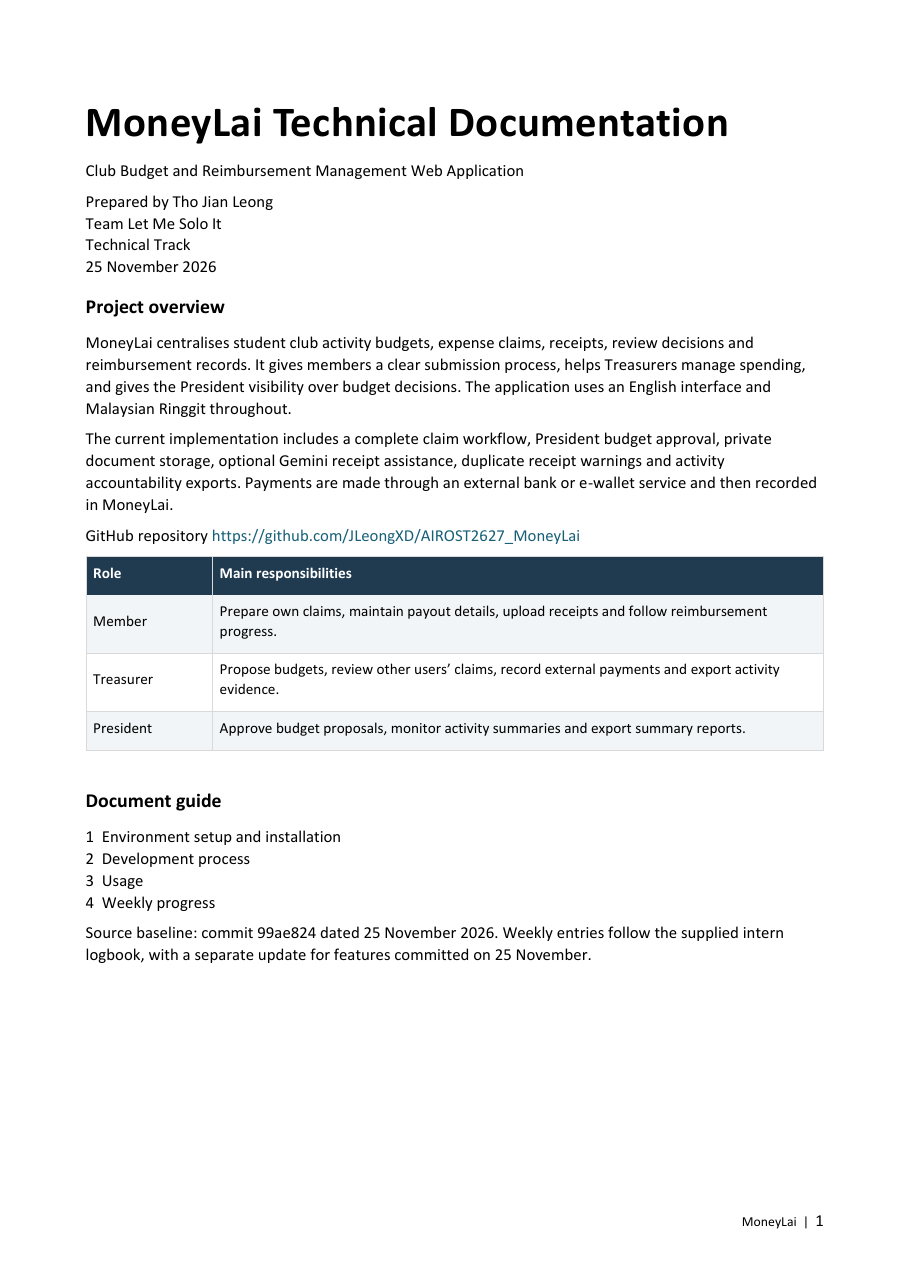 MoneyLai Technical Documentation
Club Budget and Reimbursement Management Web Application
Prepared by Tho Jian Leong
Team Let Me Solo It
Technical Track
25 November 2026
Project overview
MoneyLai centralises student club activity budgets, expense claims, receipts, review decisions and
reimbursement records. It gives members a clear submission process, helps Treasurers manage spending,
and gives the President visibility over budget decisions. The application uses an English interface and
Malaysian Ringgit throughout.
The current implementation includes a complete claim workflow, President budget approval, private
document storage, optional Gemini receipt assistance, duplicate receipt warnings and activity
accountability exports. Payments are made through an external bank or e-wallet service and then recorded
in MoneyLai.
GitHub repository https://github.com/JLeongXD/AIROST2627_MoneyLai
Role Main responsibilities
Member Prepare own claims, maintain payout details, upload receipts and follow reimbursement
progress.
Treasurer Propose budgets, review other users’ claims, record external payments and export activity
evidence.
President Approve budget proposals, monitor activity summaries and export summary reports.
Document guide
1 Environment setup and installation
2 Development process
3 Usage
4 Weekly progress
Source baseline: commit 99ae824 dated 25 November 2026. Weekly entries follow the supplied intern
logbook, with a separate update for features committed on 25 November.
MoneyLai | 1